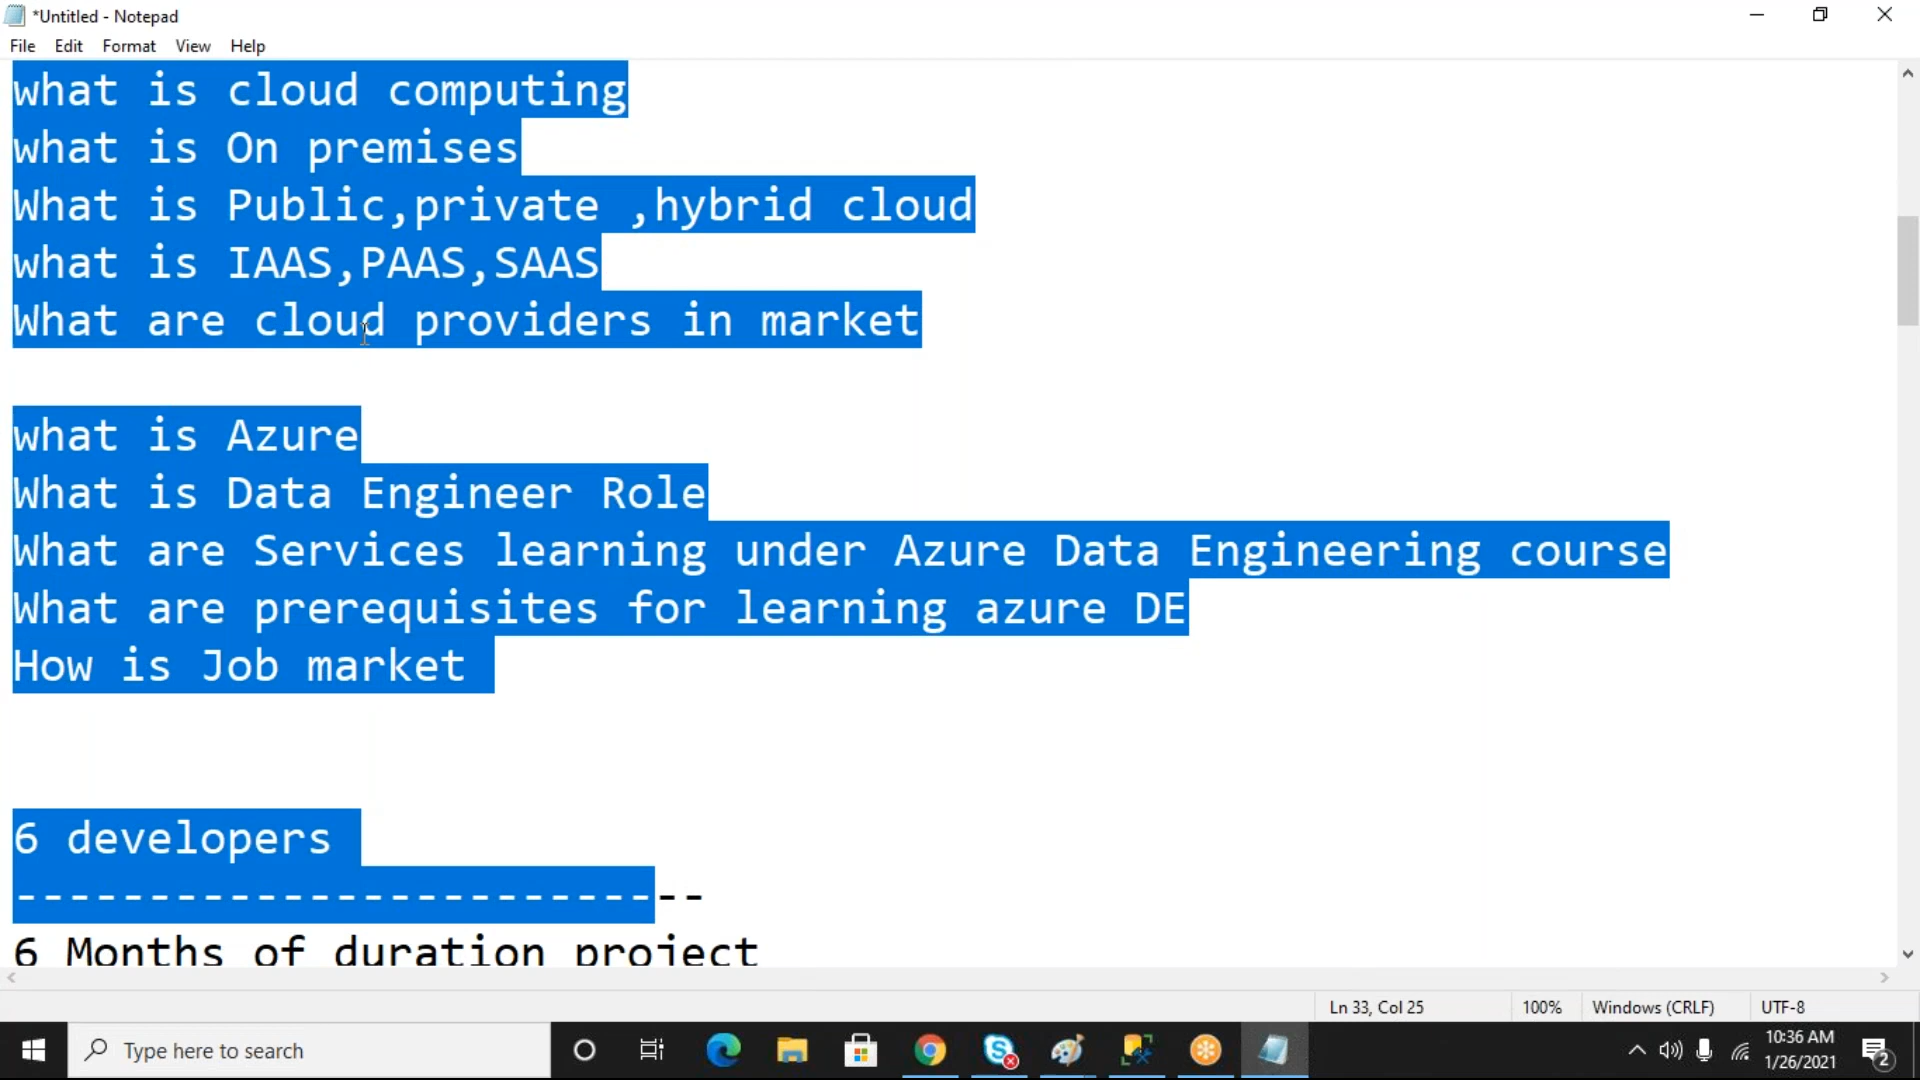 *Untitled - Notepad
File Edit Format View Help
what is cloud computing
what is On premises
What is Public,private ,hybrid cloud
what is IAAS,PAAS,SAAS
What are cloud providers in market
what is Azure
What is Data Engineer Role
What are Services learning under Azure Data Engineering course
What are prerequisites for learning azure DE
How is Job market
6 developers
--------------------------
6 Months of duration project
Ln 33, Col 25 100% Windows (CRLF) UTF-8
Type here to search
10:36 AM
1/26/2021
2